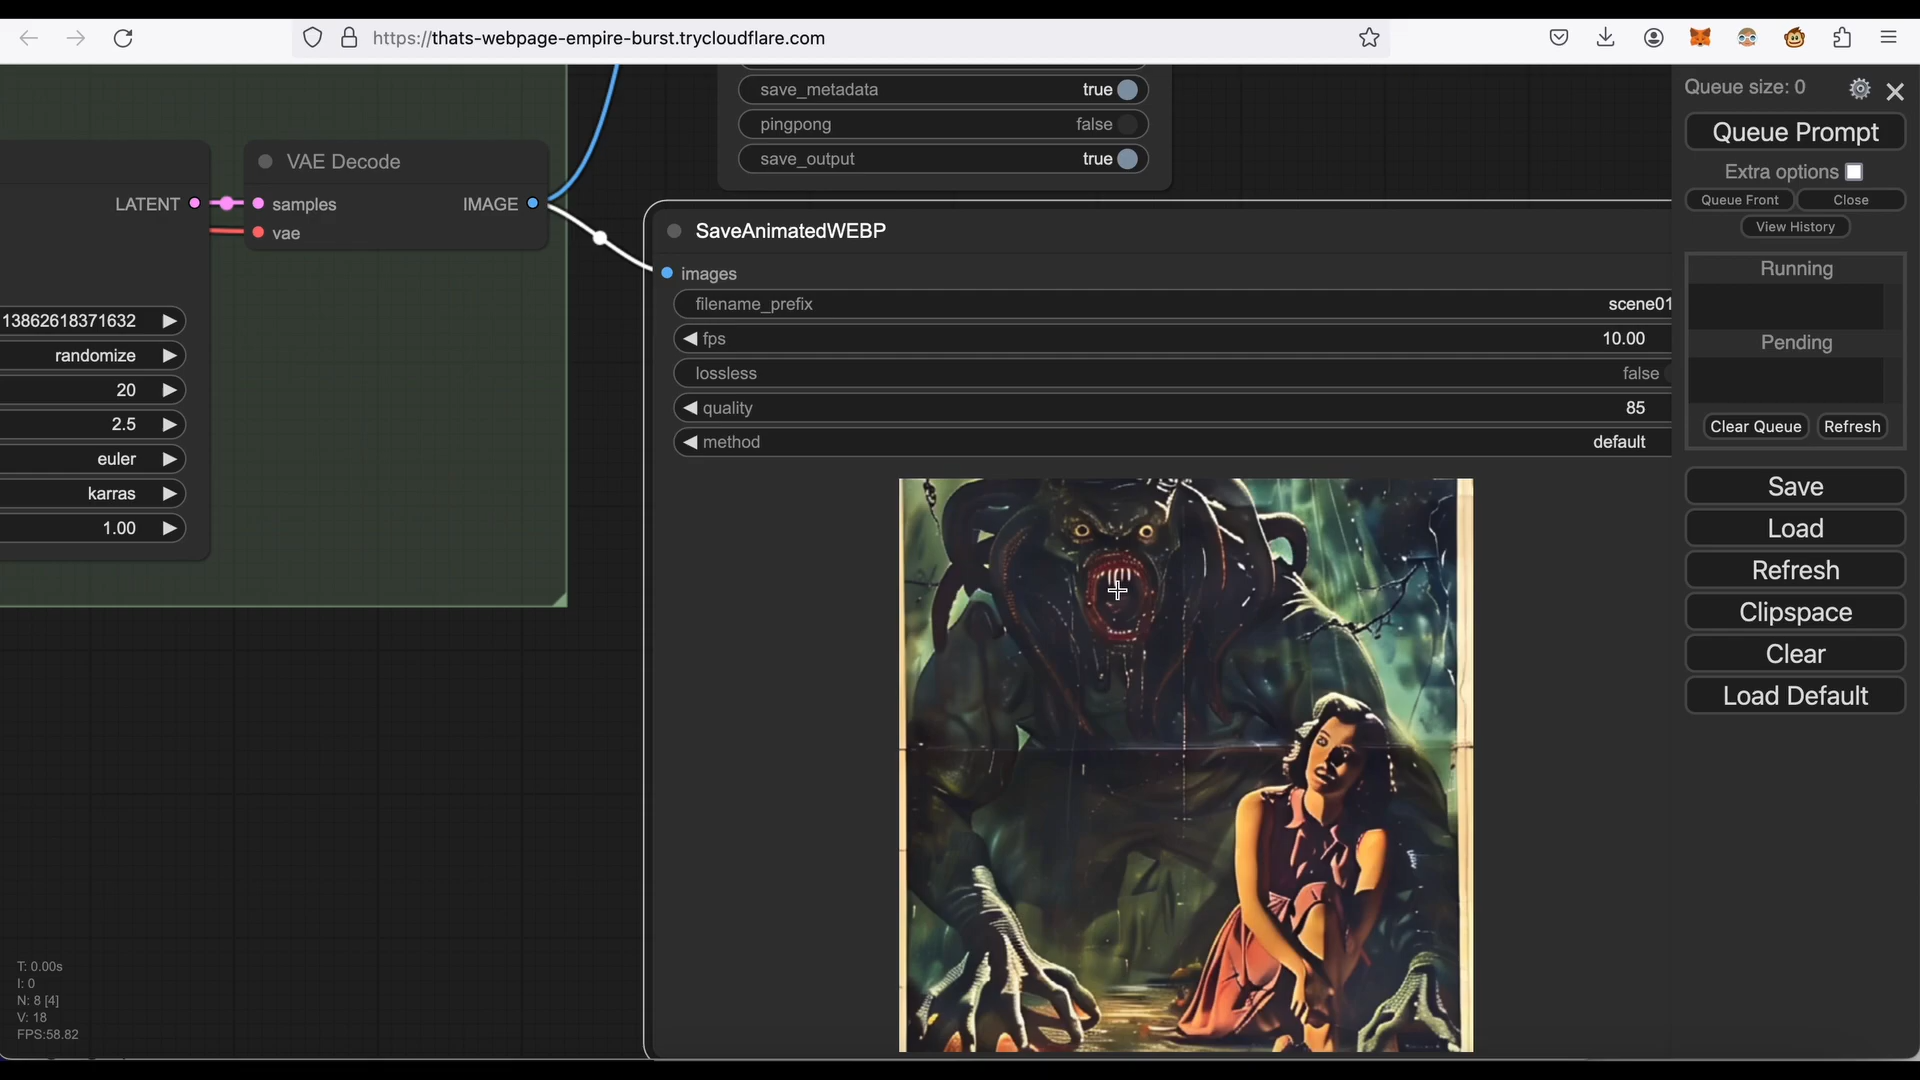 https://thats-webpage-empire-burst.trycloudflare.com
save_metadata true
pingpong false
save_output true
Queue size: 0
Queue Prompt
Extra options
Queue Front Close
View History
Running
Pending
Clear Queue Refresh
Save
Load
Refresh
Clipspace
Clear
Load Default
VAE Decode
LATENT samples IMAGE
vae
13862618371632
randomize
20
2.5
euler
karras
1.00
SaveAnimatedWEBP
images
filename_prefix scene01
fps 10.00
lossless false
quality 85
method default
T: 0.00s
I: 0
N: 8 [4]
V: 18
FPS:58.82